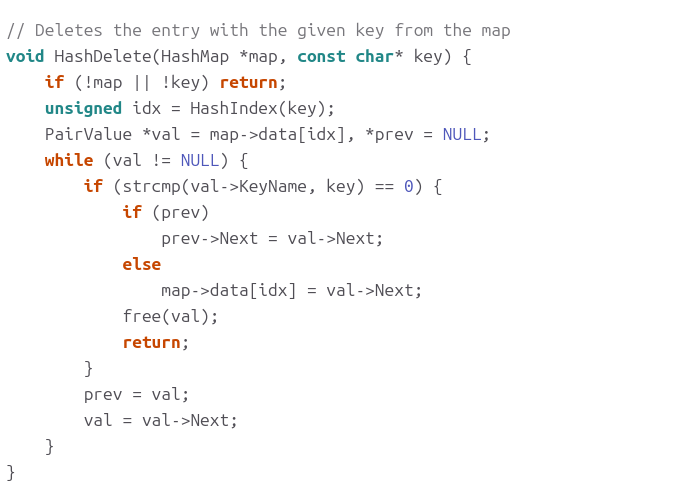 // Deletes the entry with the given key from the map
void HashDelete(HashMap *map, const char* key) {
    if (!map || !key) return;
    unsigned idx = HashIndex(key);
    PairValue *val = map->data[idx], *prev = NULL;
    while (val != NULL) {
        if (strcmp(val->KeyName, key) == 0) {
            if (prev)
                prev->Next = val->Next;
            else
                map->data[idx] = val->Next;
            free(val);
            return;
        }
        prev = val;
        val = val->Next;
    }
}